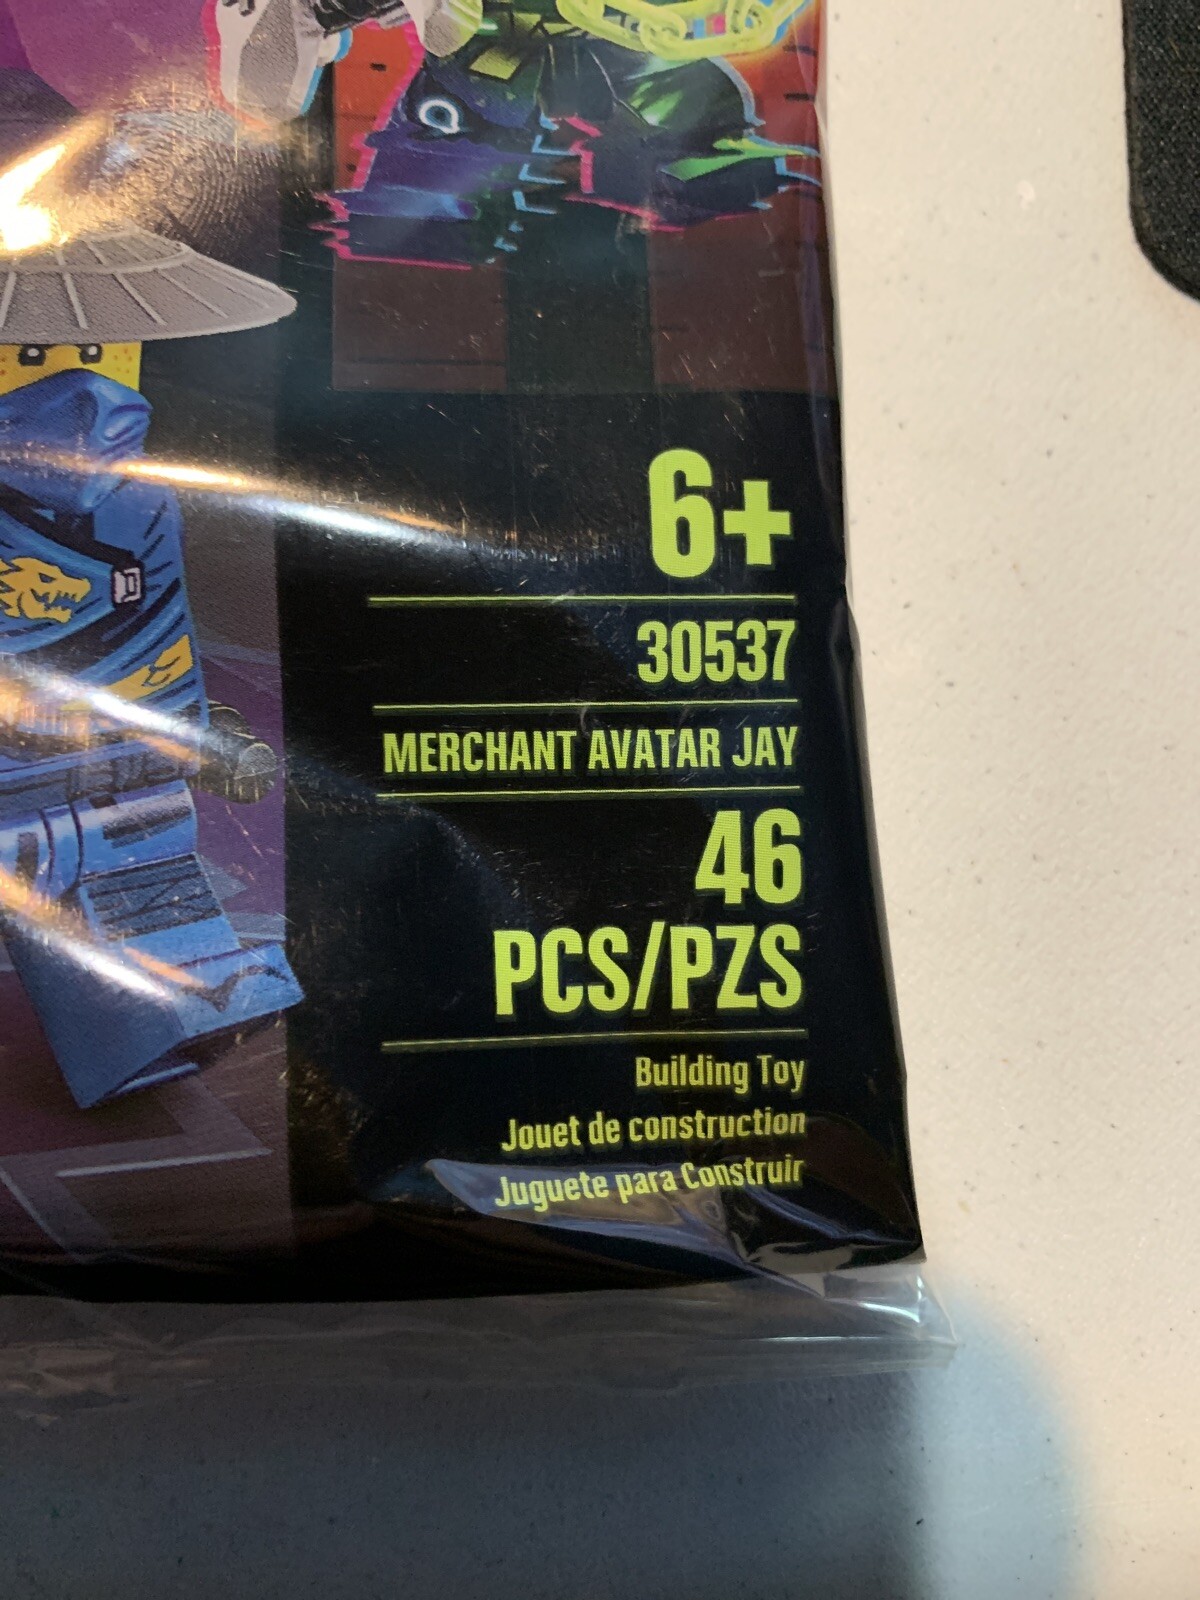 6+
30537
MERCHANT AVATAR JAY
46
PCS/PZS
Building Toy
Jouet de construction
Juguete para Construir